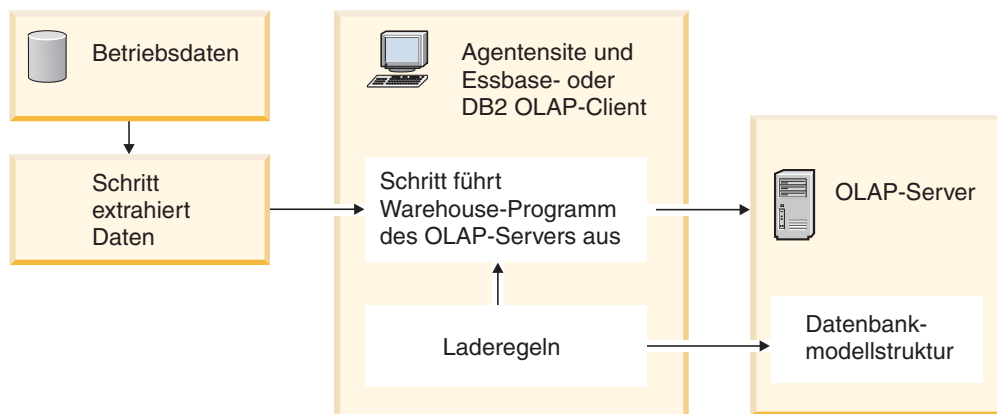 Betriebsdaten
Schritt
extrahiert
Daten
Agentensite und
Essbase- oder
DB2 OLAP-Client
Schritt führt
Warehouse-Programm
des OLAP-Servers aus
Laderegeln
OLAP-Server
Datenbank-
modellstruktur